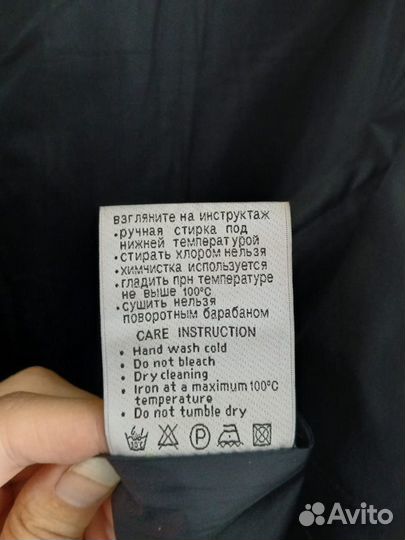 взгляните на инструктаж
•ручная стирка под
нижней температурой
•стирать хлором нельзя
•химчистка используется
•гладить прн температуре
не выше 100°C
•сушить нельзя
поворотным барабаном
CARE INSTRUCTION
• Hand wash cold
• Do not bleach
• Dry cleaning
• Iron at a maximum 100°C
temperature
• Do not tumble dry
P
Avito